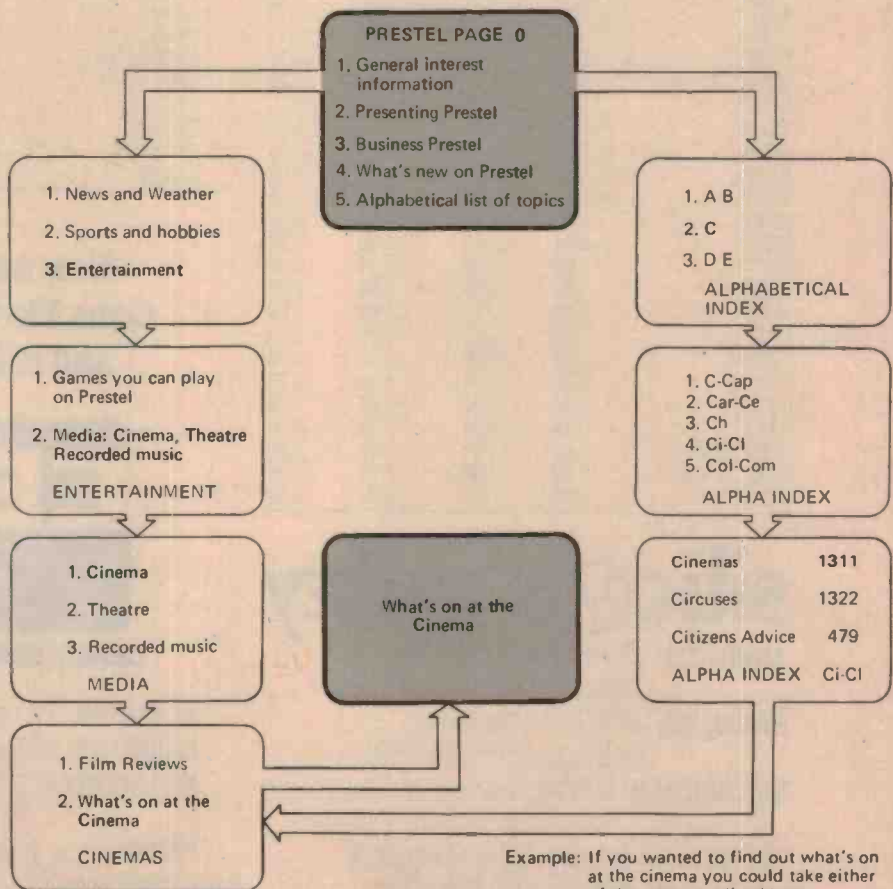 PRESTEL PAGE 0
1. General interest
information
2. Presenting Prestel
3. Business Prestel
4. What's new on Prestel
5. Alphabetical list of topics
1. News and Weather
2. Sports and hobbies
3. Entertainment
1. Games you can play
on Prestel
2. Media: Cinema, Theatre
Recorded music
ENTERTAINMENT
1. Cinema
2. Theatre
3. Recorded music
MEDIA
1. Film Reviews
2. What's on at the
Cinema
CINEMAS
What's on at the
Cinema
1. A B
2. C
3. D E
ALPHABETICAL
INDEX
1. C-Cap
2. Car-Ce
3. Ch
4. Ci-Cl
5. Col-Com
ALPHA INDEX
Cinemas 1311
Circuses 1322
Citizens Advice 479
ALPHA INDEX Ci-Cl
Example: If you wanted to find out what's on
at the cinema you could take either